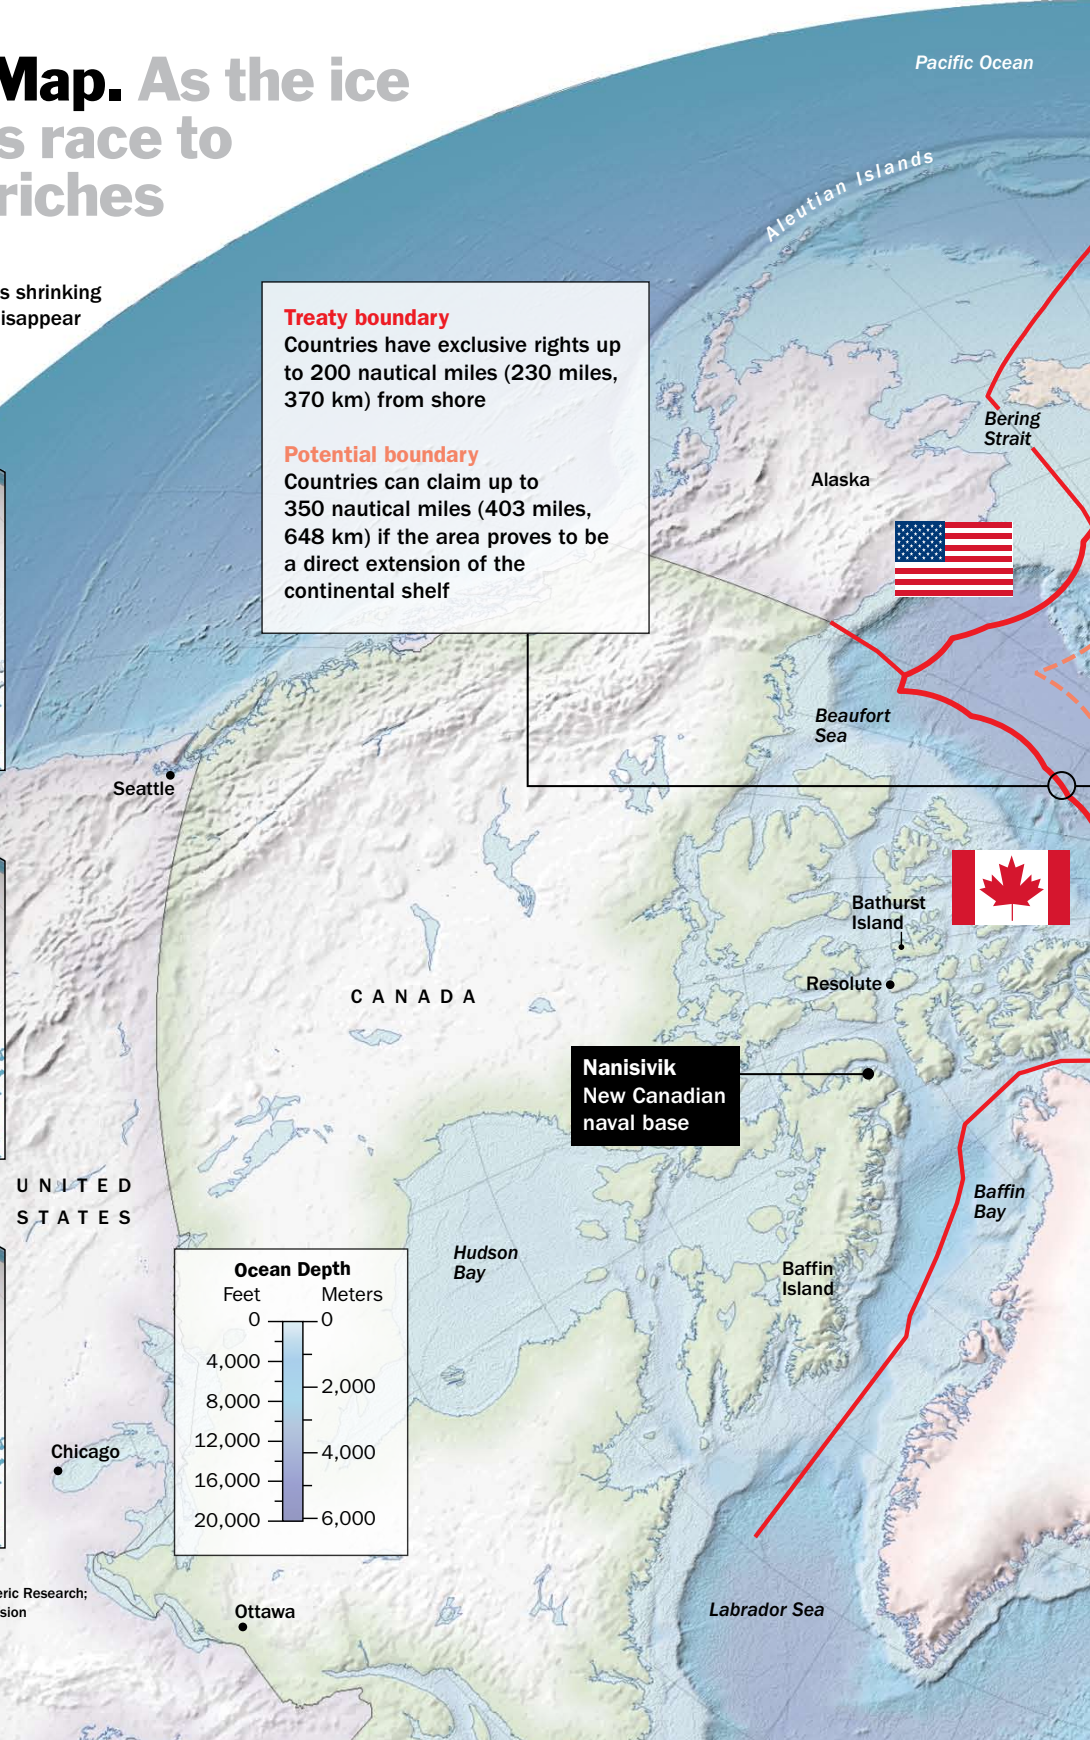 Map. As the ice
s race to
riches
s shrinking
isappear
Pacific Ocean
Aleutian Islands
Treaty boundary
Countries have exclusive rights up
to 200 nautical miles (230 miles,
370 km) from shore
Potential boundary
Countries can claim up to
350 nautical miles (403 miles,
648 km) if the area proves to be
a direct extension of the
continental shelf
Bering
Strait
Alaska
Beaufort
Sea
Seattle
Bathurst
Island
Resolute
CANADA
Nanisivik
New Canadian
naval base
UNITED
STATES
Baffin
Bay
Hudson
Bay
Baffin
Island
Ocean Depth
Feet Meters
0 0
4,000
2,000
8,000
12,000
4,000
16,000
20,000 6,000
Chicago
eric Research;
sion
Ottawa
Labrador Sea